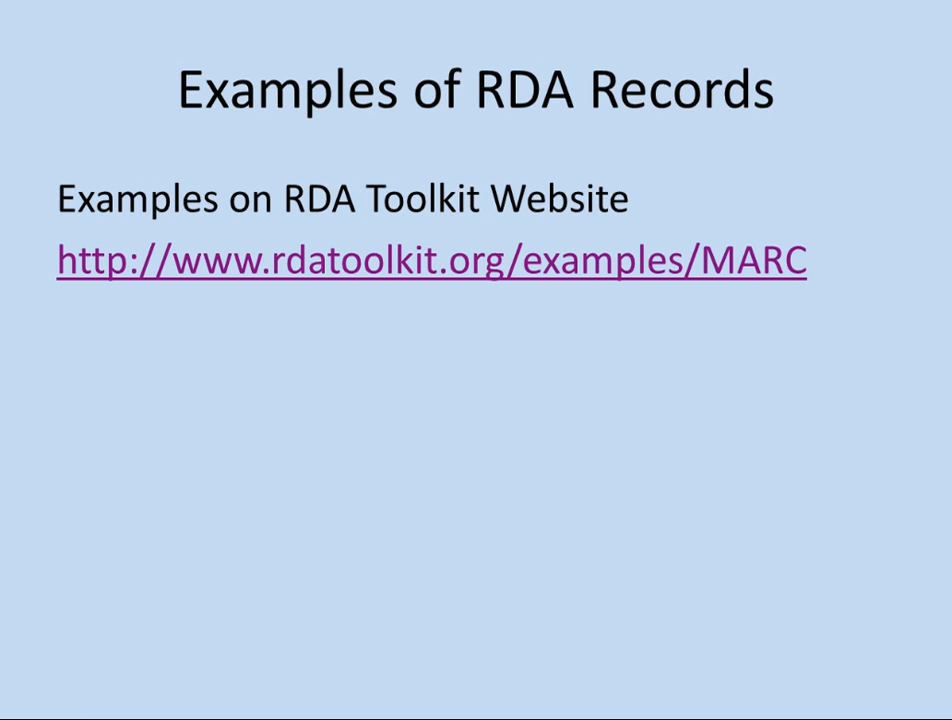 Examples of RDA Records
Examples on RDA Toolkit Website
http://www.rdatoolkit.org/examples/MARC